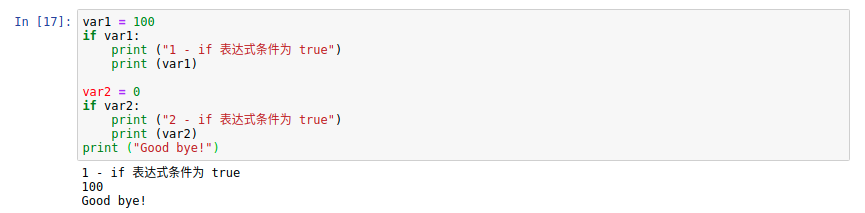 In [17]: var1 = 100
if var1:
    print ("1 - if 表达式条件为 true")
    print (var1)

var2 = 0
if var2:
    print ("2 - if 表达式条件为 true")
    print (var2)
print ("Good bye!")
1 - if 表达式条件为 true
100
Good bye!